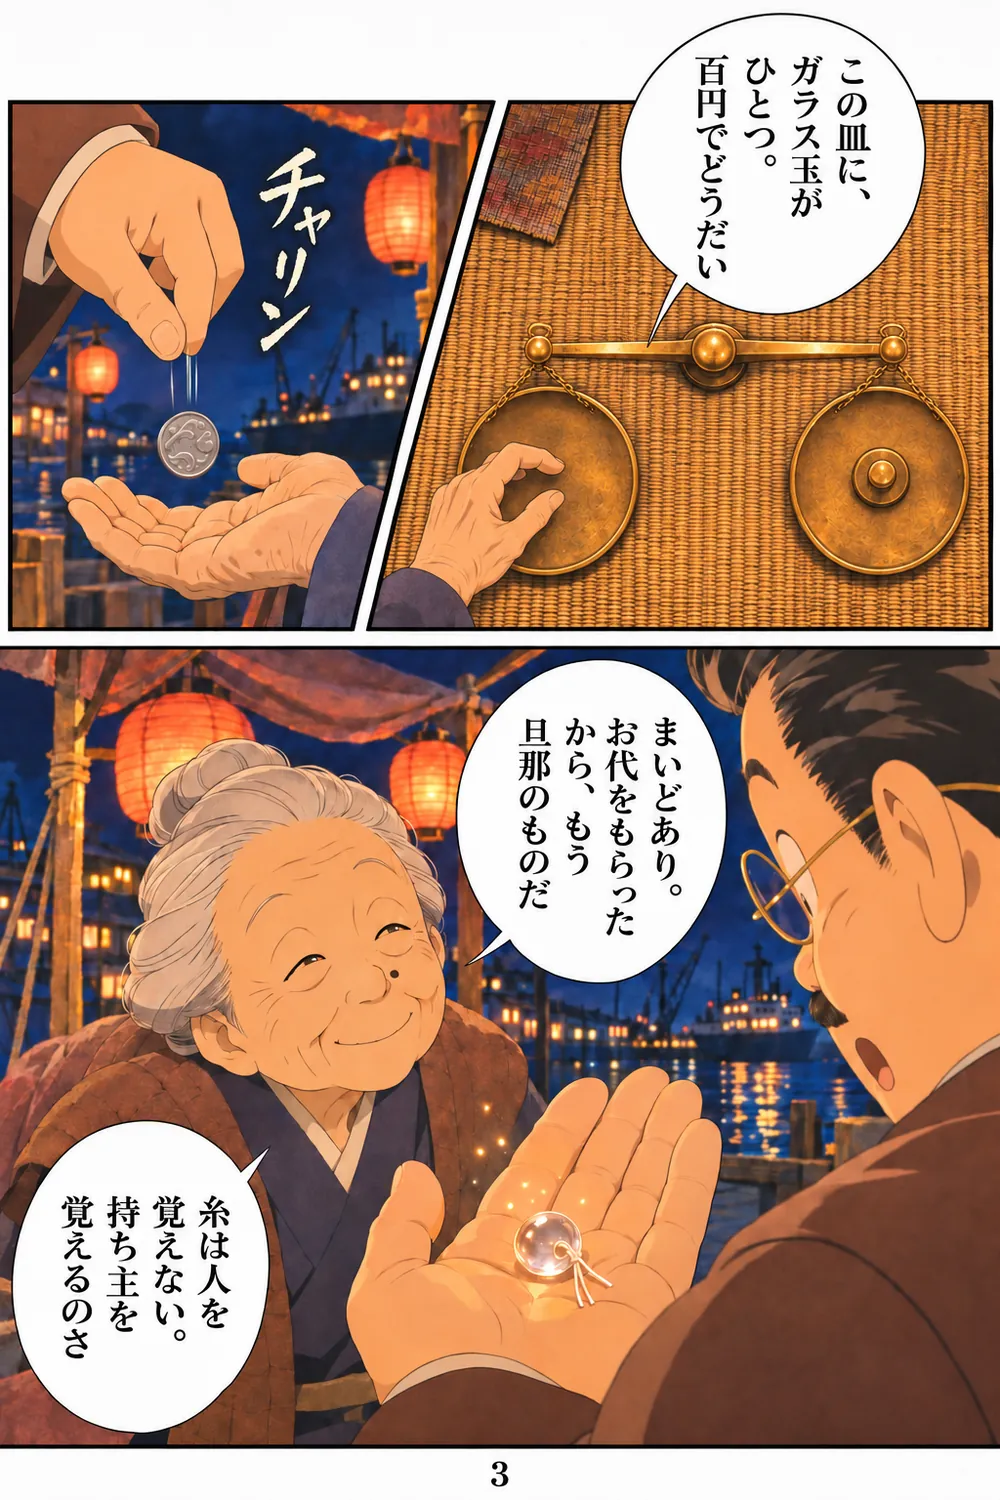 この皿に、
ガラス玉が
ひとつ。
百円でどうだい
チャリン
まいどあり。
お代をもらった
から、もう
旦那のものだ
糸は人を
覚えない。
持ち主を
覚えるのさ
3